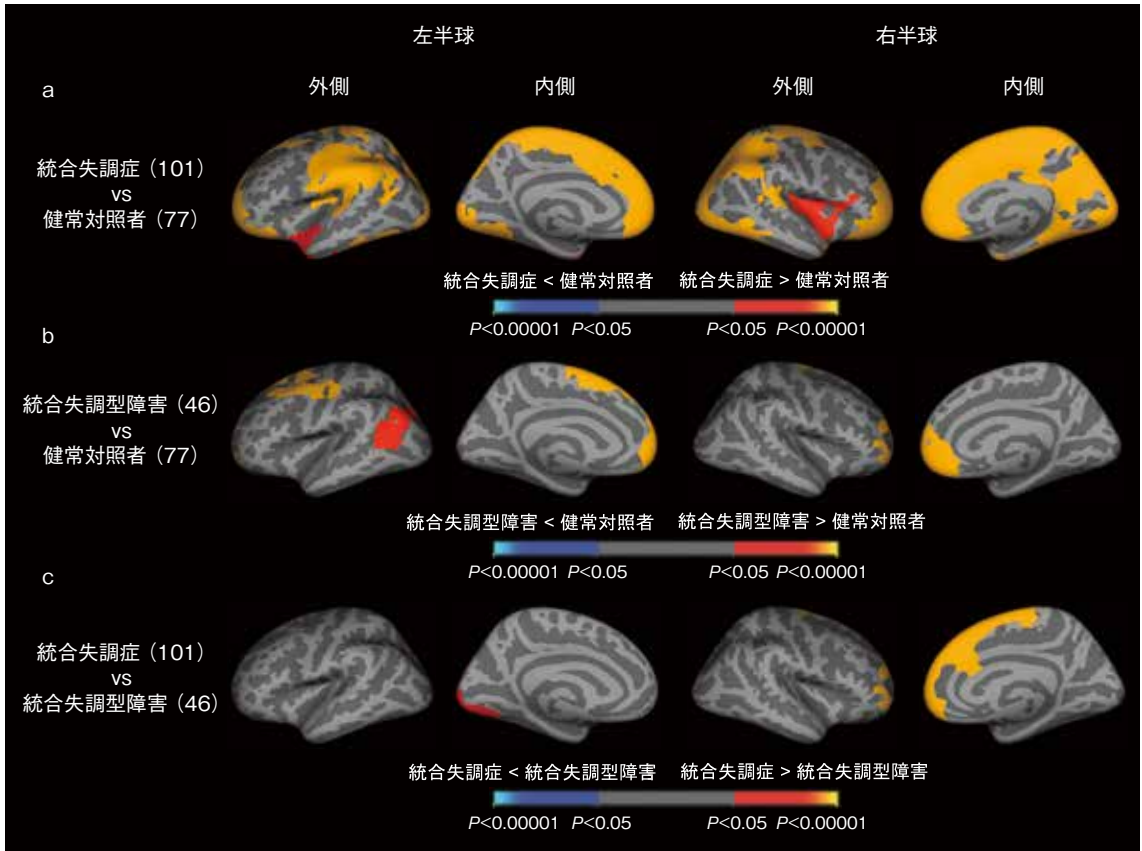 左半球 右半球
a 外側 内側 外側 内側
統合失調症（101）
vs
健常対照者（77）
統合失調症 < 健常対照者 統合失調症 > 健常対照者
P<0.00001 P<0.05 P<0.05 P<0.00001
b
統合失調型障害（46）
vs
健常対照者（77）
統合失調型障害 < 健常対照者 統合失調型障害 > 健常対照者
P<0.00001 P<0.05 P<0.05 P<0.00001
c
統合失調症（101）
vs
統合失調型障害（46）
統合失調症 < 統合失調型障害 統合失調症 > 統合失調型障害
P<0.00001 P<0.05 P<0.05 P<0.00001